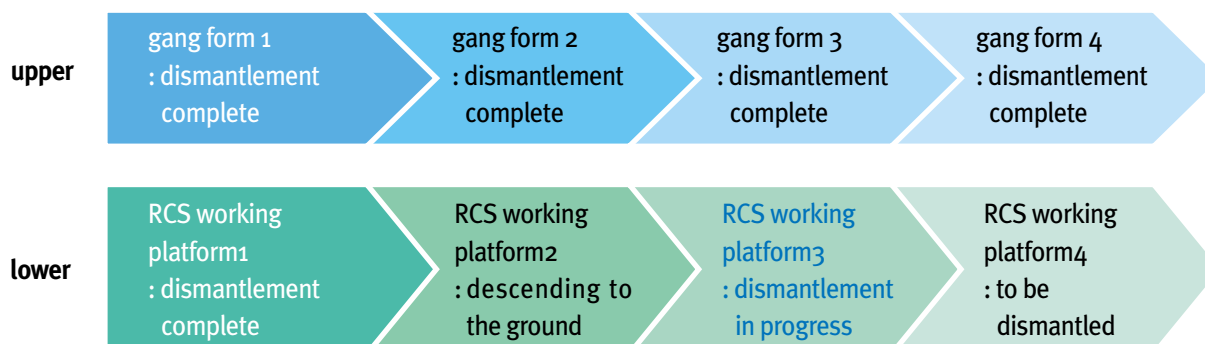 upper
gang form 1
: dismantlement
complete
gang form 2
: dismantlement
complete
gang form 3
: dismantlement
complete
gang form 4
: dismantlement
complete
lower
RCS working
platform1
: dismantlement
complete
RCS working
platform2
: descending to
the ground
RCS working
platform3
: dismantlement
in progress
RCS working
platform4
: to be
dismantled